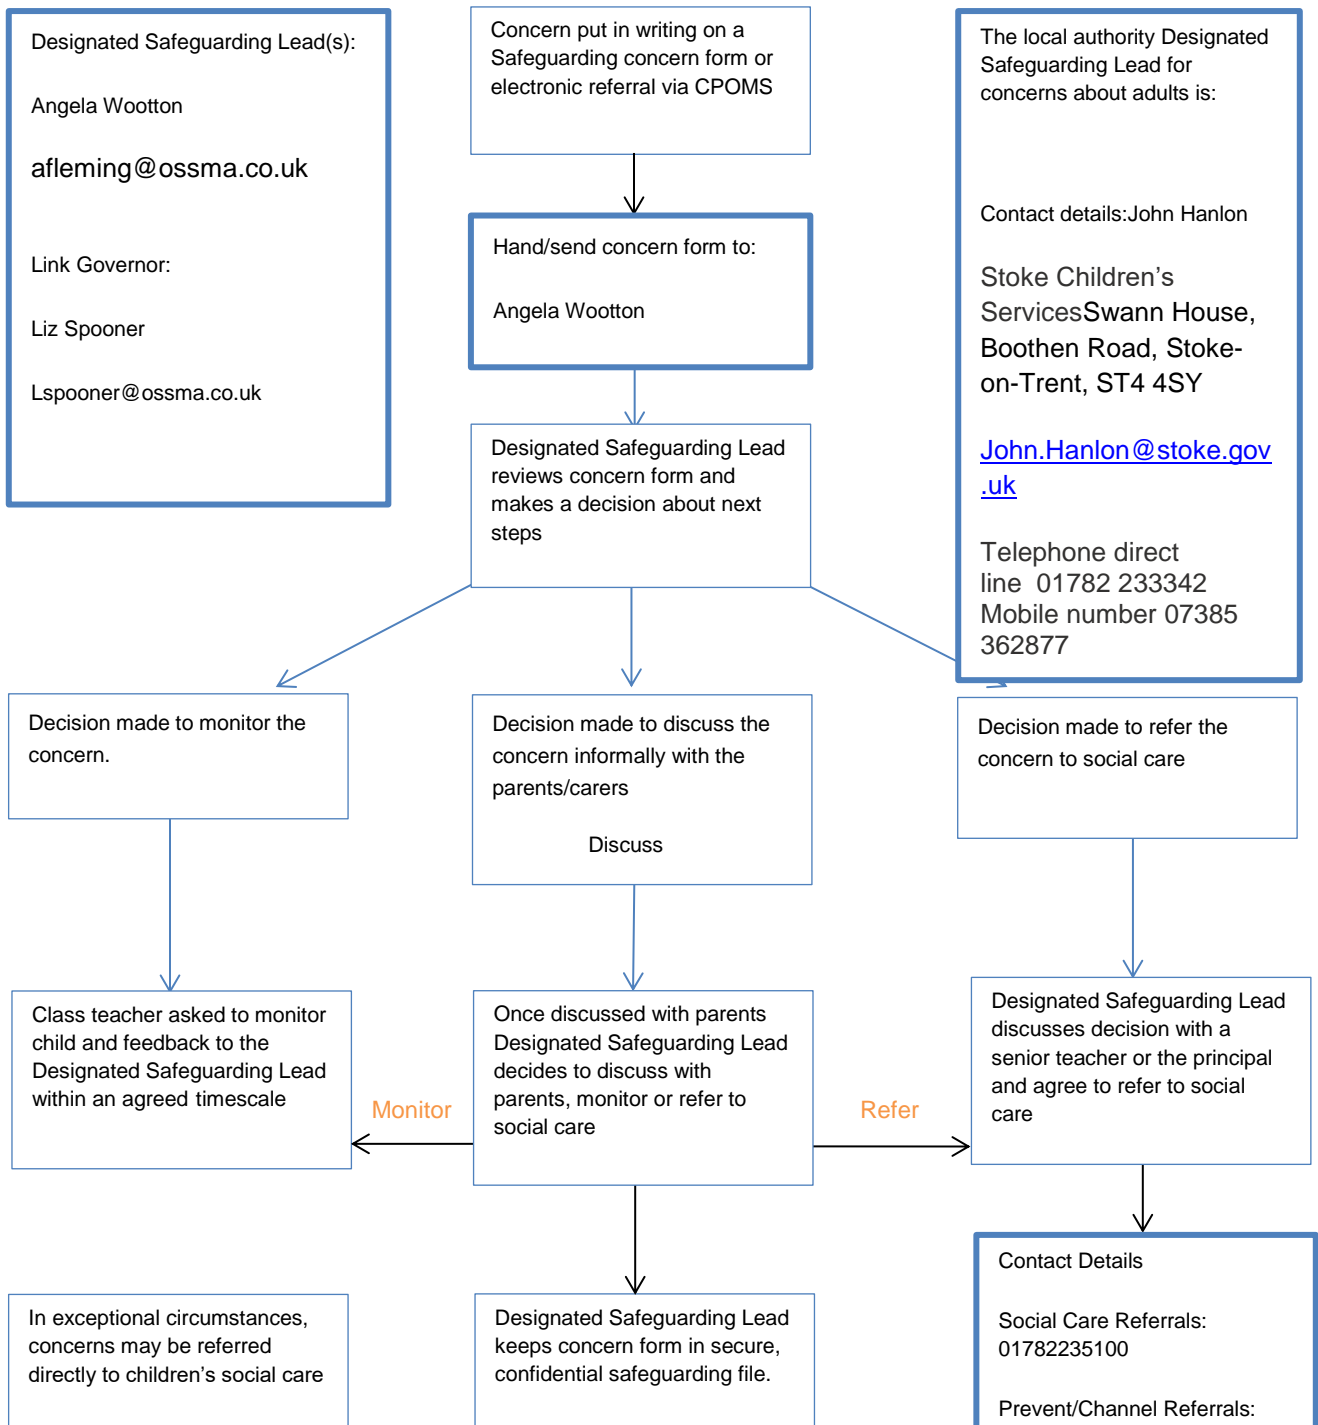 Designated Safeguarding Lead(s):
Angela Wootton
afleming@ossma.co.uk
Link Governor:
Liz Spooner
Lspooner@ossma.co.uk
Concern put in writing on a
Safeguarding concern form or
electronic referral via CPOMS
The local authority Designated
Safeguarding Lead for
concerns about adults is:
Contact details:John Hanlon
Stoke Children’s
ServicesSwann House,
Boothen Road, Stoke-
on-Trent, ST4 4SY
John.Hanlon@stoke.gov
.uk
Telephone direct
line  01782 233342
Mobile number 07385
362877
Hand/send concern form to:
Angela Wootton
Designated Safeguarding Lead
reviews concern form and
makes a decision about next
steps
Decision made to monitor the
concern.
Decision made to discuss the
concern informally with the
parents/carers
Discuss
Decision made to refer the
concern to social care
Class teacher asked to monitor
child and feedback to the
Designated Safeguarding Lead
within an agreed timescale
Monitor
Once discussed with parents
Designated Safeguarding Lead
decides to discuss with
parents, monitor or refer to
social care
Refer
Designated Safeguarding Lead
discusses decision with a
senior teacher or the principal
and agree to refer to social
care
In exceptional circumstances,
concerns may be referred
directly to children’s social care
Designated Safeguarding Lead
keeps concern form in secure,
confidential safeguarding file.
Contact Details
Social Care Referrals:
01782235100
Prevent/Channel Referrals: